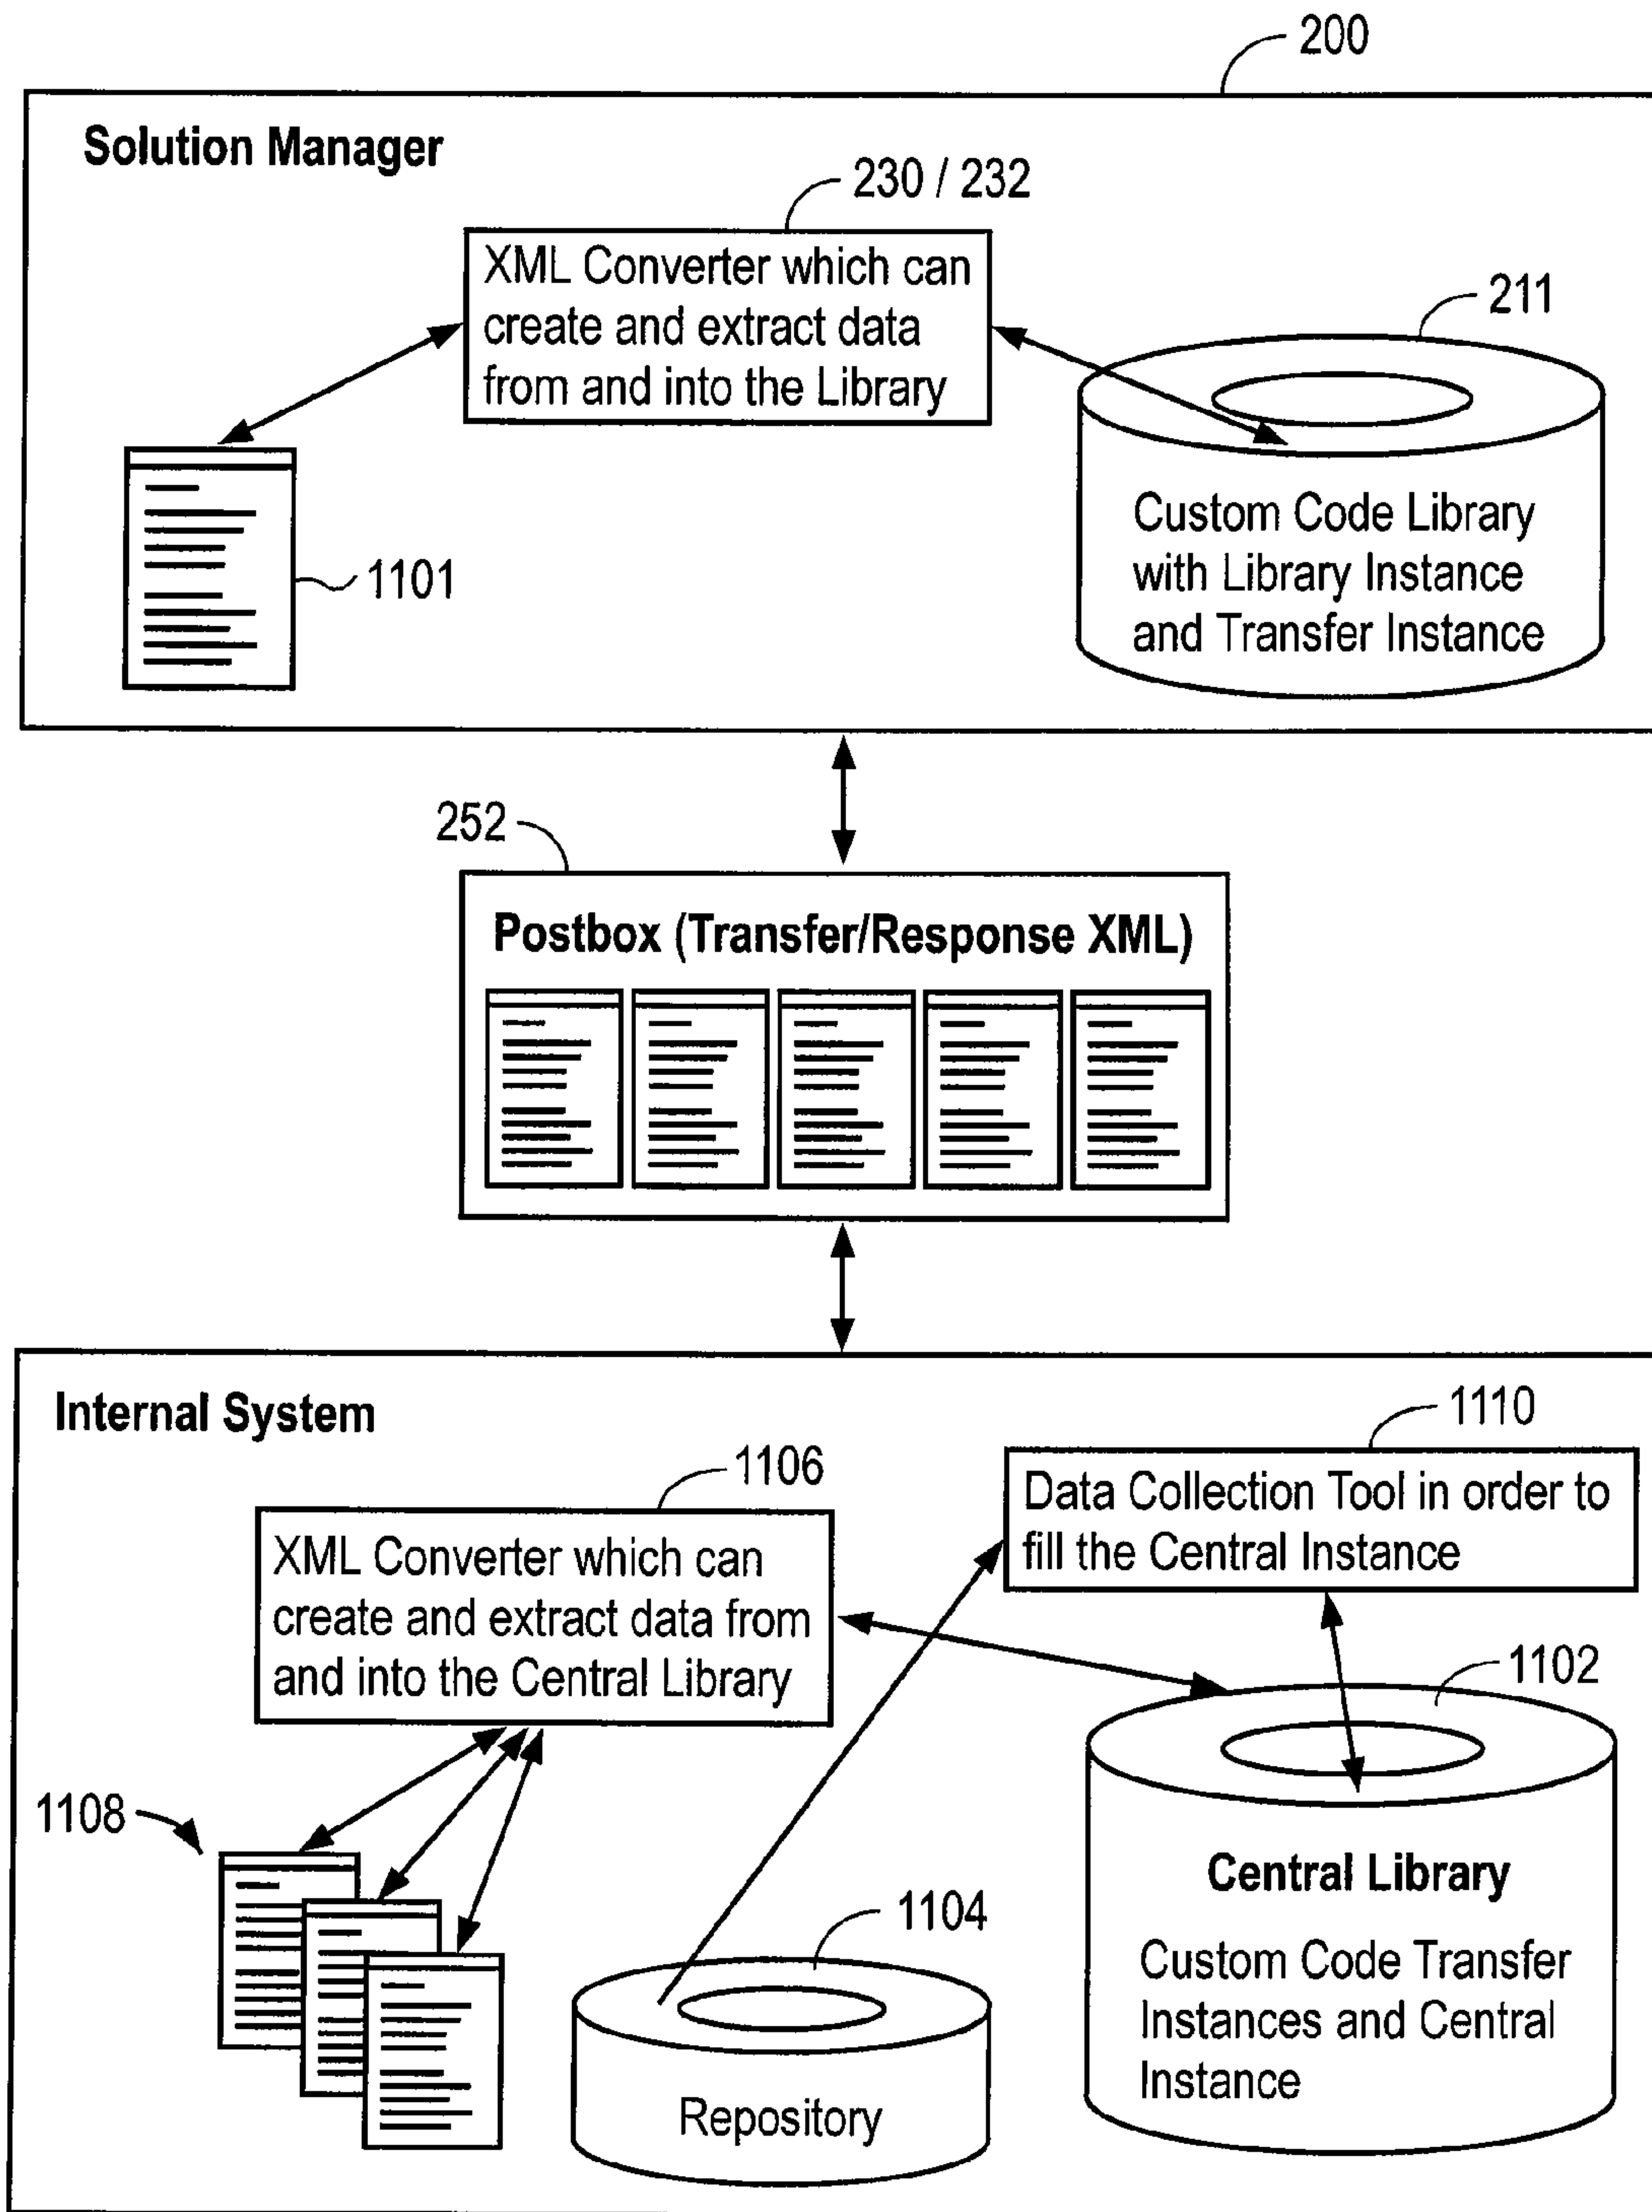 200
Solution Manager
230 / 232
XML Converter which can
create and extract data
from and into the Library
211
Custom Code Library
with Library Instance
and Transfer Instance
1101
252
Postbox (Transfer/Response XML)
Internal System
1110
Data Collection Tool in order to
fill the Central Instance
1106
XML Converter which can
create and extract data from
and into the Central Library
1102
Central Library
Custom Code Transfer
Instances and Central
Instance
1108
1104
Repository